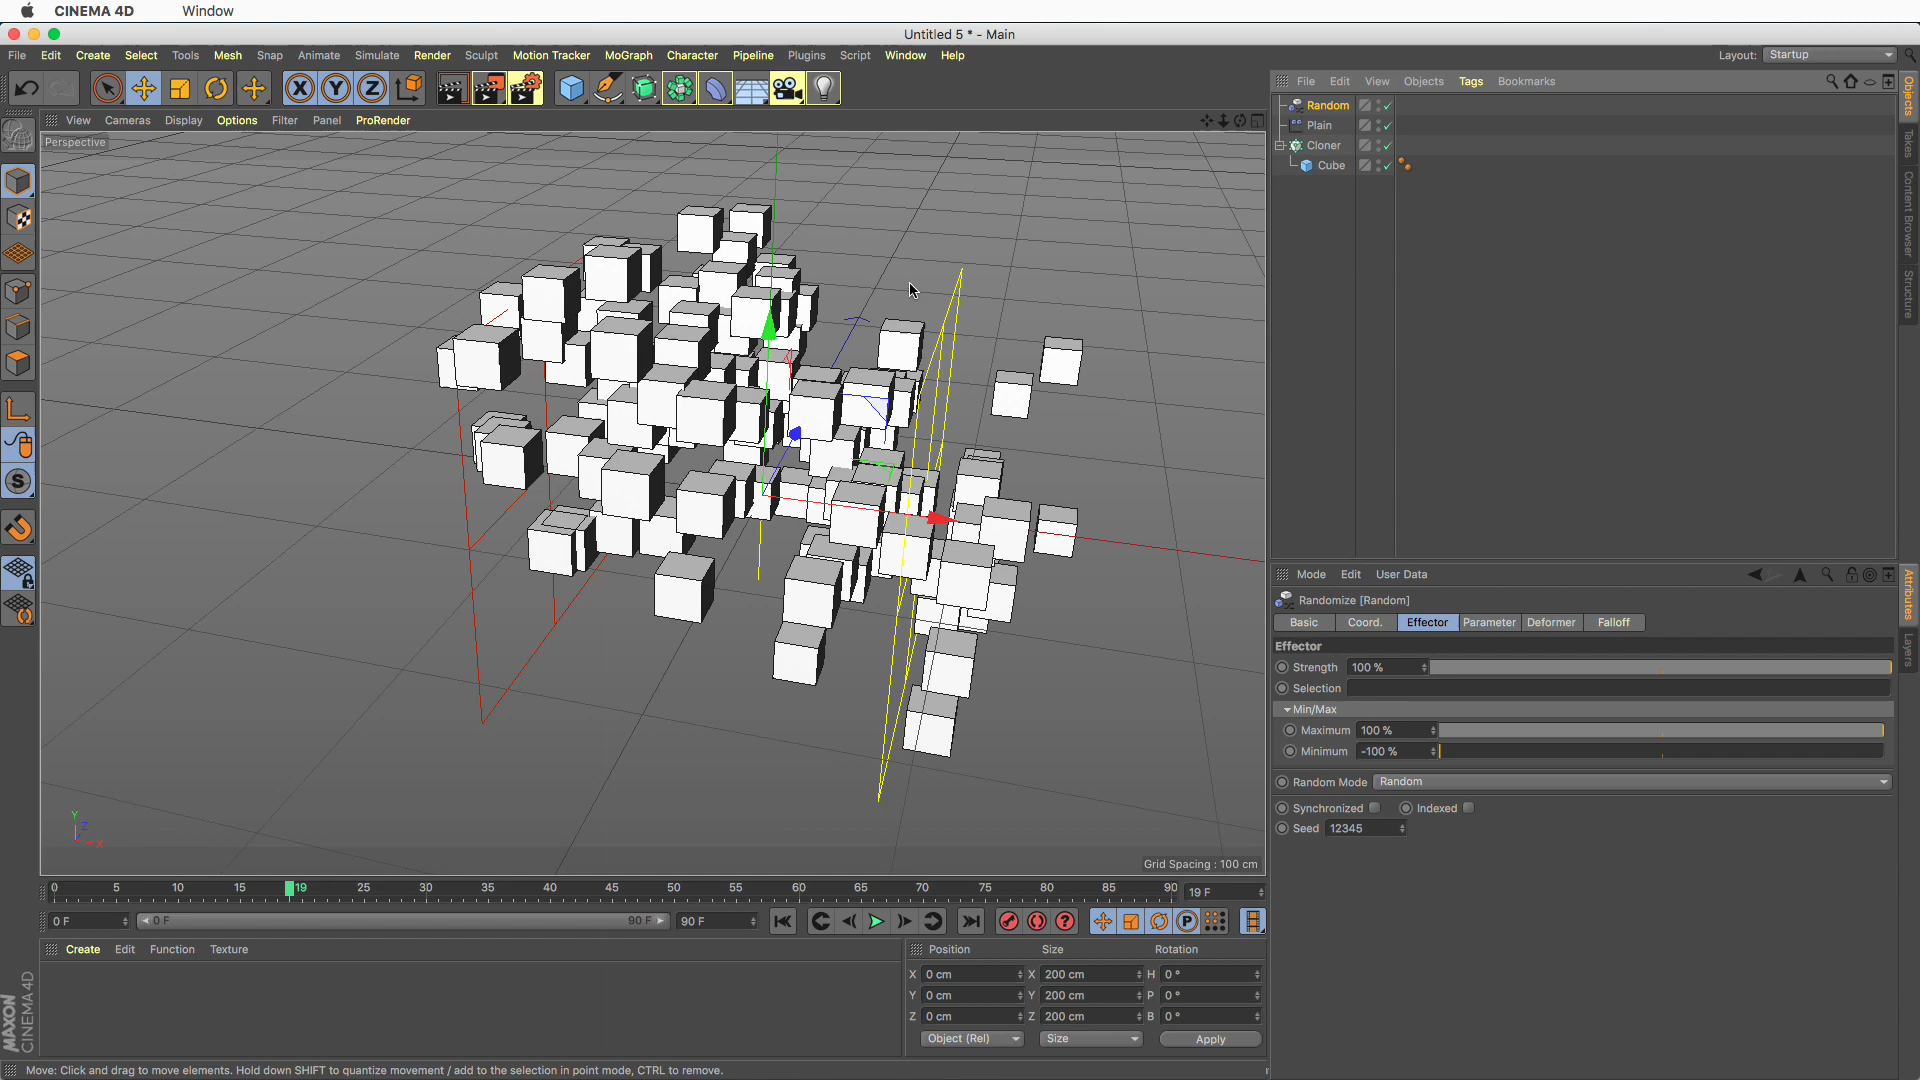 CINEMA 4D Window
Untitled 5 * - Main
File Edit Create Select Tools Mesh Snap Animate Simulate Render Sculpt Motion Tracker MoGraph Character Pipeline Plugins Script Window Help Layout: Startup
X Y Z
File Edit View Objects Tags Bookmarks
View Cameras Display Options Filter Panel ProRender
Perspective
Random
Plain
Cloner
Cube
Objects
Takes
Content Browser
Structure
Mode Edit User Data
Randomize [Random]
Basic Coord. Effector Parameter Deformer Falloff
Effector
Strength 100 %
Selection
Min/Max
Maximum 100 %
Minimum -100 %
Random Mode Random
Synchronized Indexed
Seed 12345
Attributes
Layers
Y
Z
X
Grid Spacing : 100 cm
0 5 10 15 19 25 30 35 40 45 50 55 60 65 70 75 80 85 90 19 F
0 F 0 F 90 F 90 F
Create Edit Function Texture
Position Size Rotation
X 0 cm X 200 cm H 0 °
Y 0 cm Y 200 cm P 0 °
Z 0 cm Z 200 cm B 0 °
Object (Rel) Size Apply
MAXON
CINEMA 4D
Move: Click and drag to move elements. Hold down SHIFT to quantize movement / add to the selection in point mode, CTRL to remove.